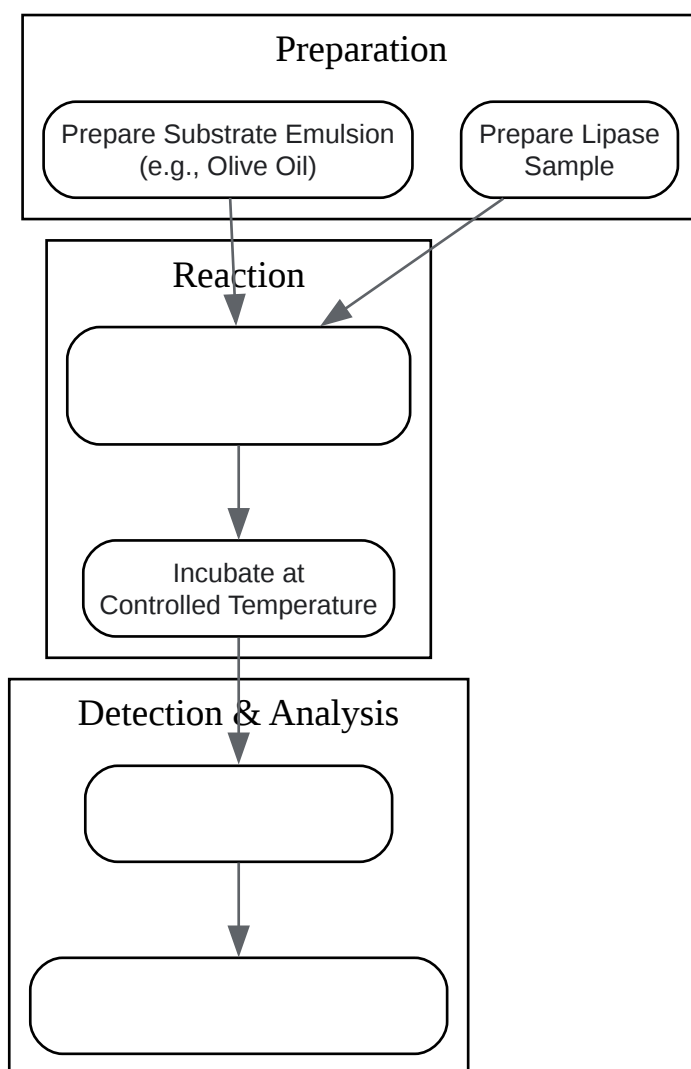 Preparation
Prepare Substrate Emulsion
(e.g., Olive Oil)
Prepare Lipase
Sample
Reaction
Incubate at
Controlled Temperature
Detection & Analysis